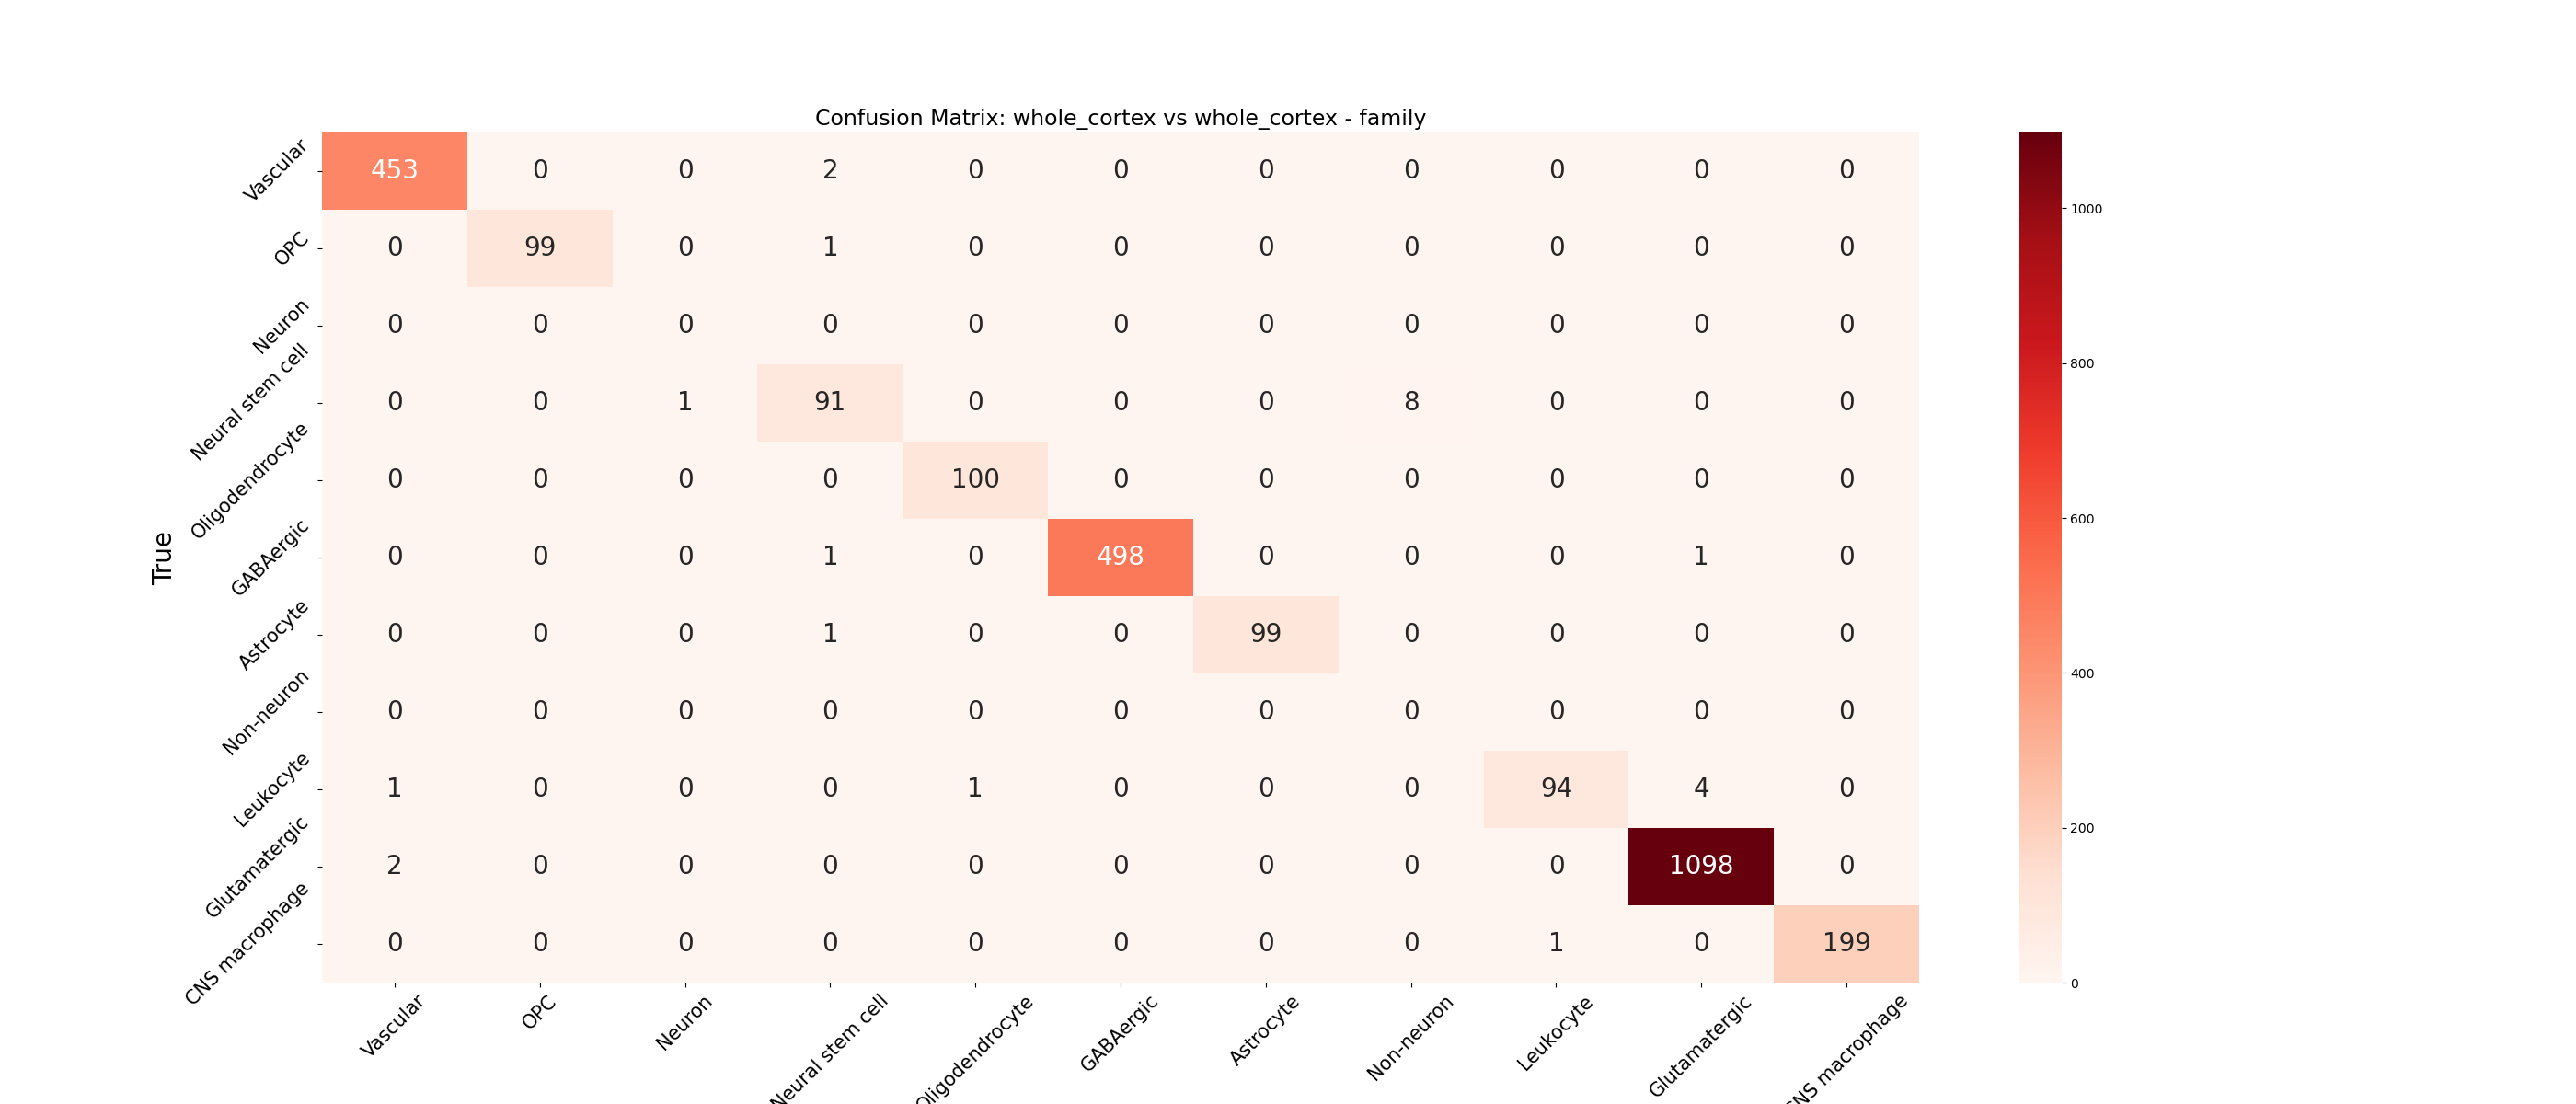 Confusion Matrix: whole_cortex vs whole_cortex - family
True
Vascular 453 0 0 2 0 0 0 0 0 0 0
OPC 0 99 0 1 0 0 0 0 0 0 0
Neuron 0 0 0 0 0 0 0 0 0 0 0
Neural stem cell 0 0 1 91 0 0 0 8 0 0 0
Oligodendrocyte 0 0 0 0 100 0 0 0 0 0 0
GABAergic 0 0 0 1 0 498 0 0 0 1 0
Astrocyte 0 0 0 1 0 0 99 0 0 0 0
Non-neuron 0 0 0 0 0 0 0 0 0 0 0
Leukocyte 1 0 0 0 1 0 0 0 94 4 0
Glutamatergic 2 0 0 0 0 0 0 0 0 1098 0
CNS macrophage 0 0 0 0 0 0 0 0 1 0 199
Vascular OPC Neuron Neural stem cell Oligodendrocyte GABAergic Astrocyte Non-neuron Leukocyte Glutamatergic CNS macrophage
1000
800
600
400
200
0